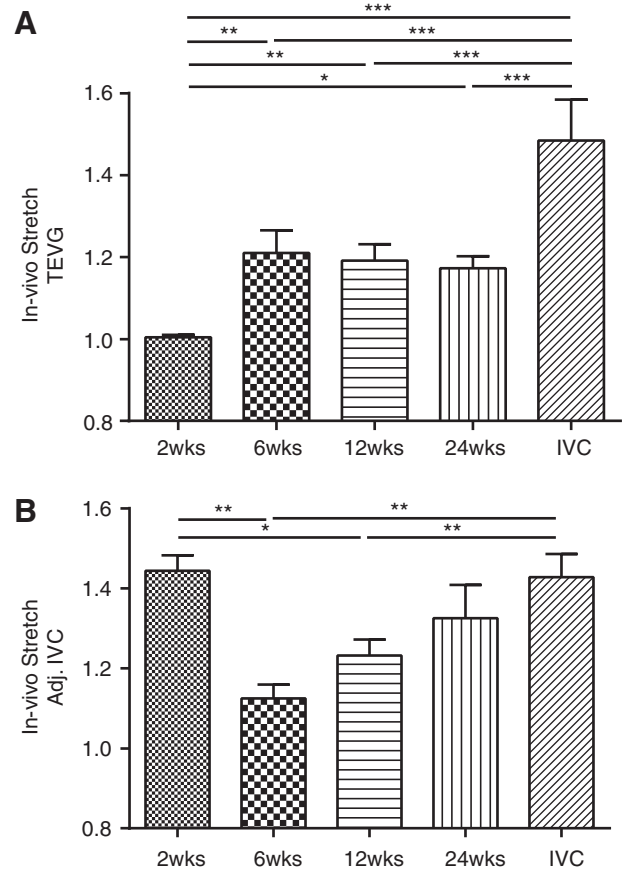 A
***
** ***
** ***
* ***
1.6
1.4
1.2
1.0
0.8
In-vivo Stretch
TEVG
2wks 6wks 12wks 24wks IVC
B
** **
* **
1.6
1.4
1.2
1.0
0.8
In-vivo Stretch
Adj. IVC
2wks 6wks 12wks 24wks IVC